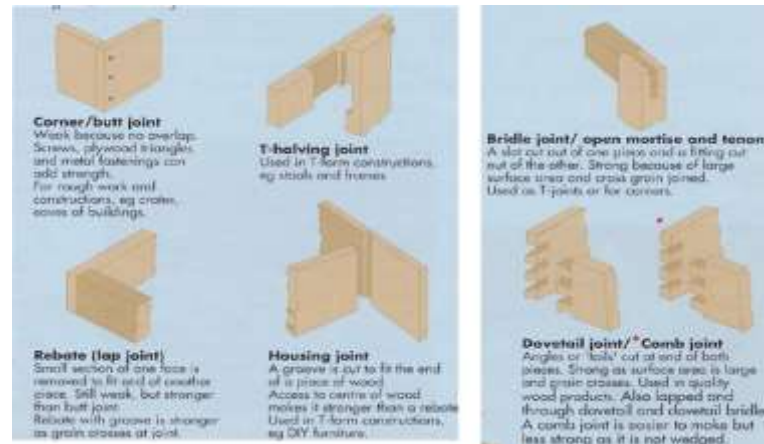 Corner/butt joint
Weak because no overlap.
Screws, plywood triangles
and metal fastenings can
add strength.
For rough work and
constructions, eg crates,
eaves of buildings.
T-halving joint
Used in T-form constructions,
eg stools and frames
Rebate (lap joint)
Small section of one face is
removed to fit end of another
piece. Still weak, but stronger
than butt joint
Rebate with groove is stronger
as grain crosses at joint.
Housing joint
A groove is cut to fit the end
of a piece of wood
Access to centre of wood
makes it stronger than a rebate
Used in T-form constructions,
eg DIY furniture.
Bridle joint/ open mortise and tenon
A slot cut out of one piece and a fitting cut
out of the other. Strong because of large
surface area and cross grain joined.
Used as T-joints or for corners.
Dovetail joint/*Comb joint
Angles or 'tails' cut at end of both
pieces. Strong as surface area is large
and grain crosses. Used in quality
wood products. Also lapped and
through dovetail and dovetail bridle
A comb joint is easier to make but
less strong as it is not wedged